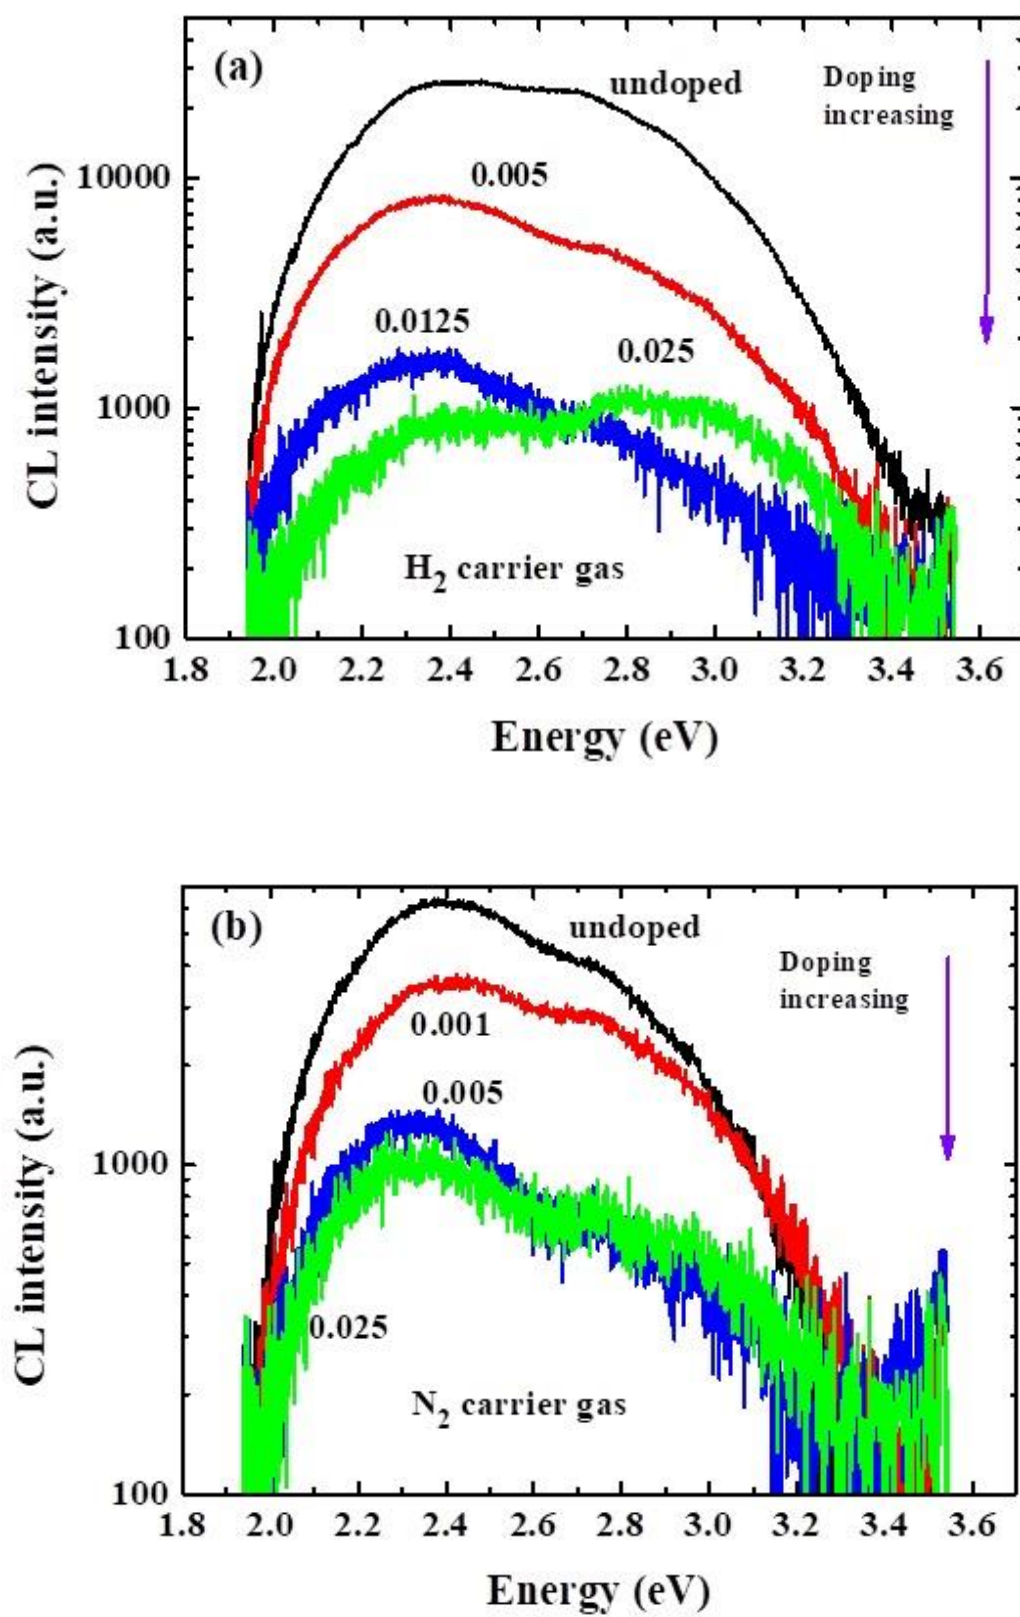 (a)
undoped
Doping
increasing
10000
0.005
0.0125
0.025
1000
H₂ carrier gas
100
CL intensity (a.u.)
1.8 2.0 2.2 2.4 2.6 2.8 3.0 3.2 3.4 3.6
Energy (eV)
(b)
undoped
Doping
increasing
0.001
0.005
1000
0.025
N₂ carrier gas
100
CL intensity (a.u.)
1.8 2.0 2.2 2.4 2.6 2.8 3.0 3.2 3.4 3.6
Energy (eV)